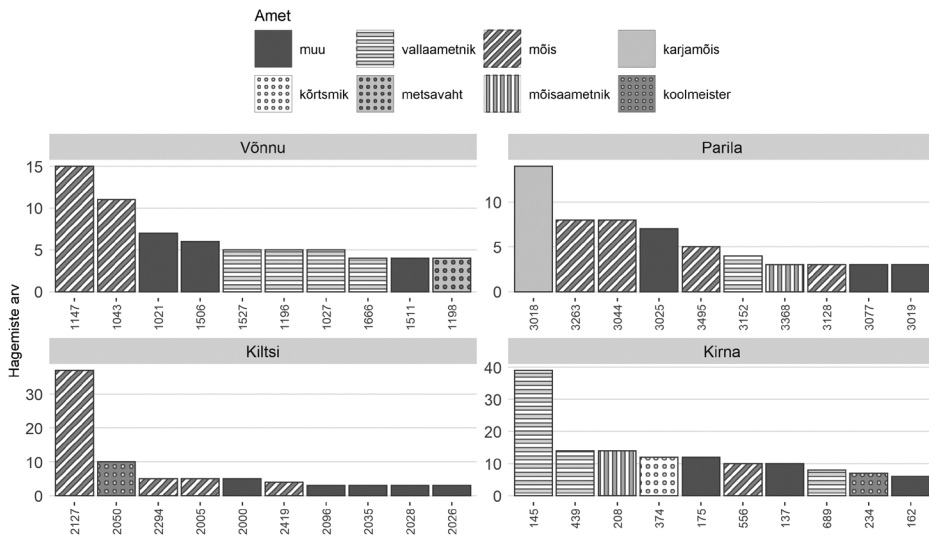 Amet
muu vallaametnik mõis karjamõis
kõrtsmik metsavaht mõisaametnik koolmeister
Hagemiste arv
Võnnu
15
10
5
0
1147 1043 1021 1506 1527 1196 1027 1666 1511 1198
Parila
10
5
0
3018 3263 3044 3025 3495 3152 3368 3128 3077 3019
Kiltsi
30
20
10
0
2127 2050 2294 2005 2000 2419 2096 2035 2028 2026
Kirna
40
30
20
10
0
145 439 208 374 175 556 137 689 234 162